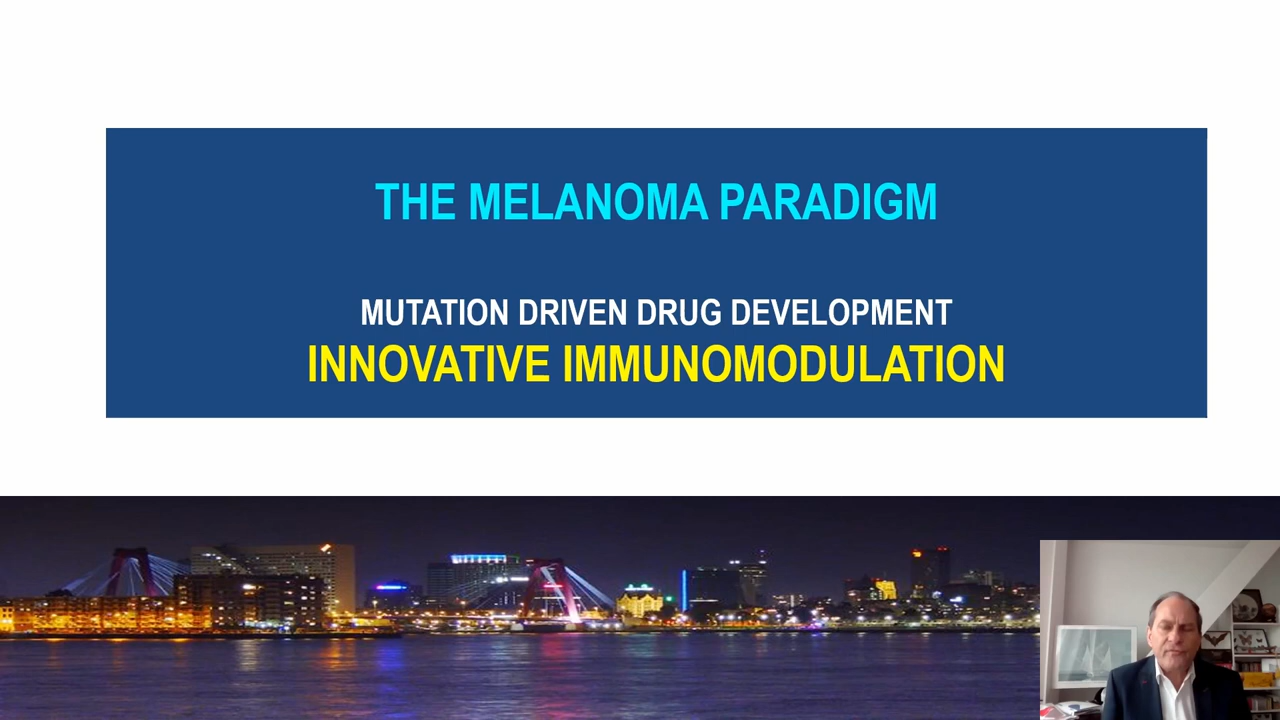 THE MELANOMA PARADIGM
MUTATION DRIVEN DRUG DEVELOPMENT
INNOVATIVE IMMUNOMODULATION